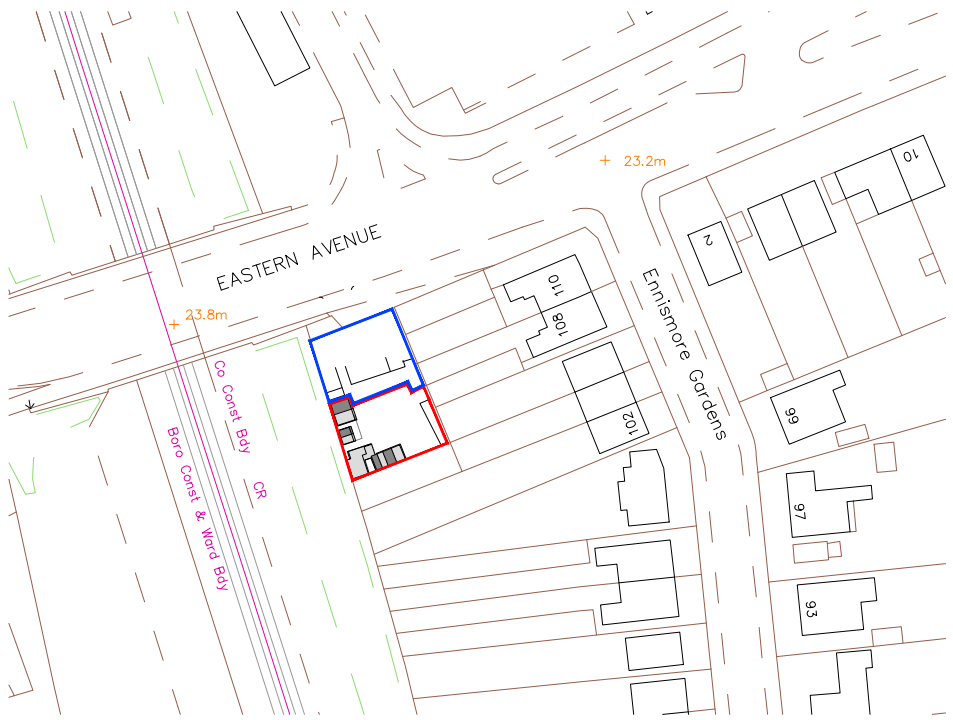 10
23.2m
EASTERN AVENUE
2
110
Ennismore Gardens
23.8m
108
Co Const Bdy
99
102
Boro Const & Ward Bdy
CR
97
93